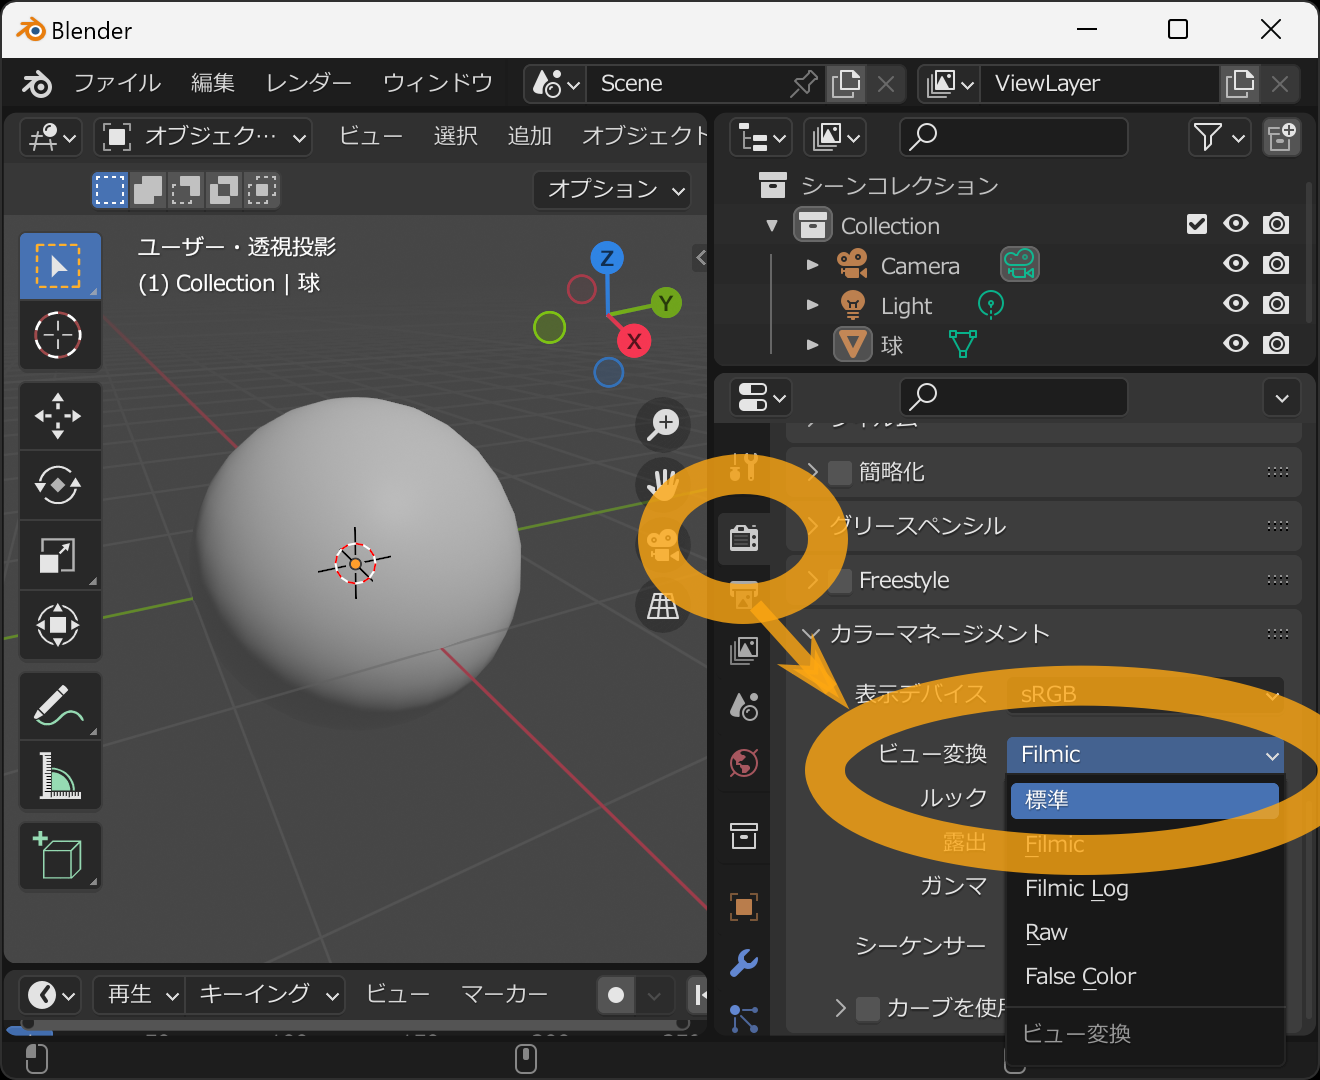 Blender
ファイル 編集 レンダー ウィンドウ Scene ViewLayer
オブジェク… ビュー 選択 追加 オブジェクト
オプション
ユーザー・透視投影
(1) Collection | 球
Z
Y
X
シーンコレクション
Collection
Camera
Light
球
簡略化
グリースペンシル
Freestyle
カラーマネージメント
表示デバイス sRGB
ビュー変換 Filmic
ルック 標準
露出 Filmic
ガンマ Filmic Log
Raw
シーケンサー
False Color
カーブを使用
ビュー変換
再生 キーイング ビュー マーカー